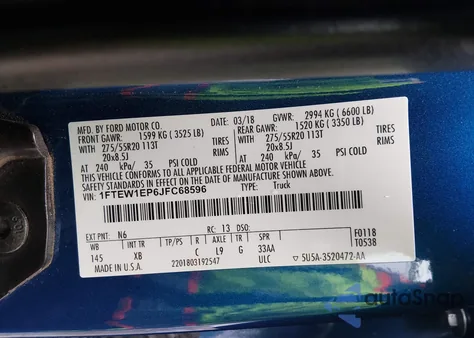 MFD. BY FORD MOTOR CO.
03/18 GVWR: 2994 KG ( 6600 LB)
FRONT GAWR: 1599 KG ( 3525 LB)
REAR GAWR: 1520 KG ( 3350 LB)
WITH
275/55R20 113T TIRES
20x8.5J RIMS
AT 240 kPa/ 35 PSI COLD
WITH
275/55R20 113T TIRES
20x8.5J RIMS
AT 240 kPa/ 35 PSI COLD
THIS VEHICLE CONFORMS TO ALL APPLICABLE FEDERAL MOTOR VEHICLE
SAFETY AND THEFT PREVENTION STANDARDS IN EFFECT ON THE DATE OF
MANUFACTURE SHOWN ABOVE.
VIN: 1FTEW1EP6JFC68596
TYPE: Truck
EXT PNT: N6 RC: 13 DSO: F0118
WB INT TR TP/PS R AXLE TR SPR T0538
145 XB C L9 G 33AA
MADE IN U.S.A. 2201803192547 ULC 5U5A-3520472-AA
autoSnap